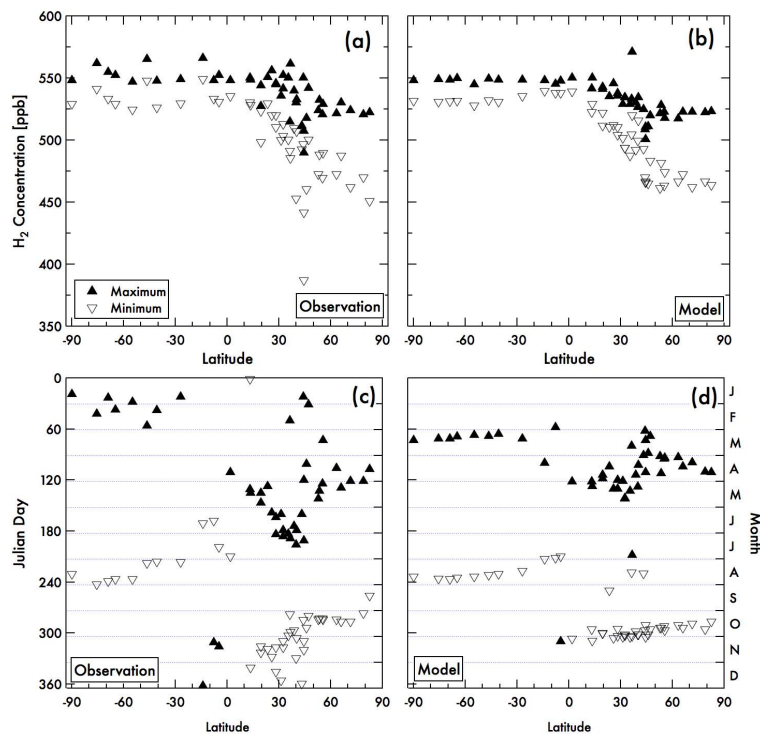 600
550
500
450
400
350
H2 Concentration [ppb]
(a)
Maximum
Minimum
Observation
-90 -60 -30 0 30 60 90
Latitude
(b)
Model
-90 -60 -30 0 30 60 90
Latitude
0
60
120
180
240
300
360
Julian Day
(c)
Observation
-90 -60 -30 0 30 60 90
Latitude
(d)
Model
-90 -60 -30 0 30 60 90
Latitude
J
F
M
A
M
J
J
A
S
O
N
D
Month